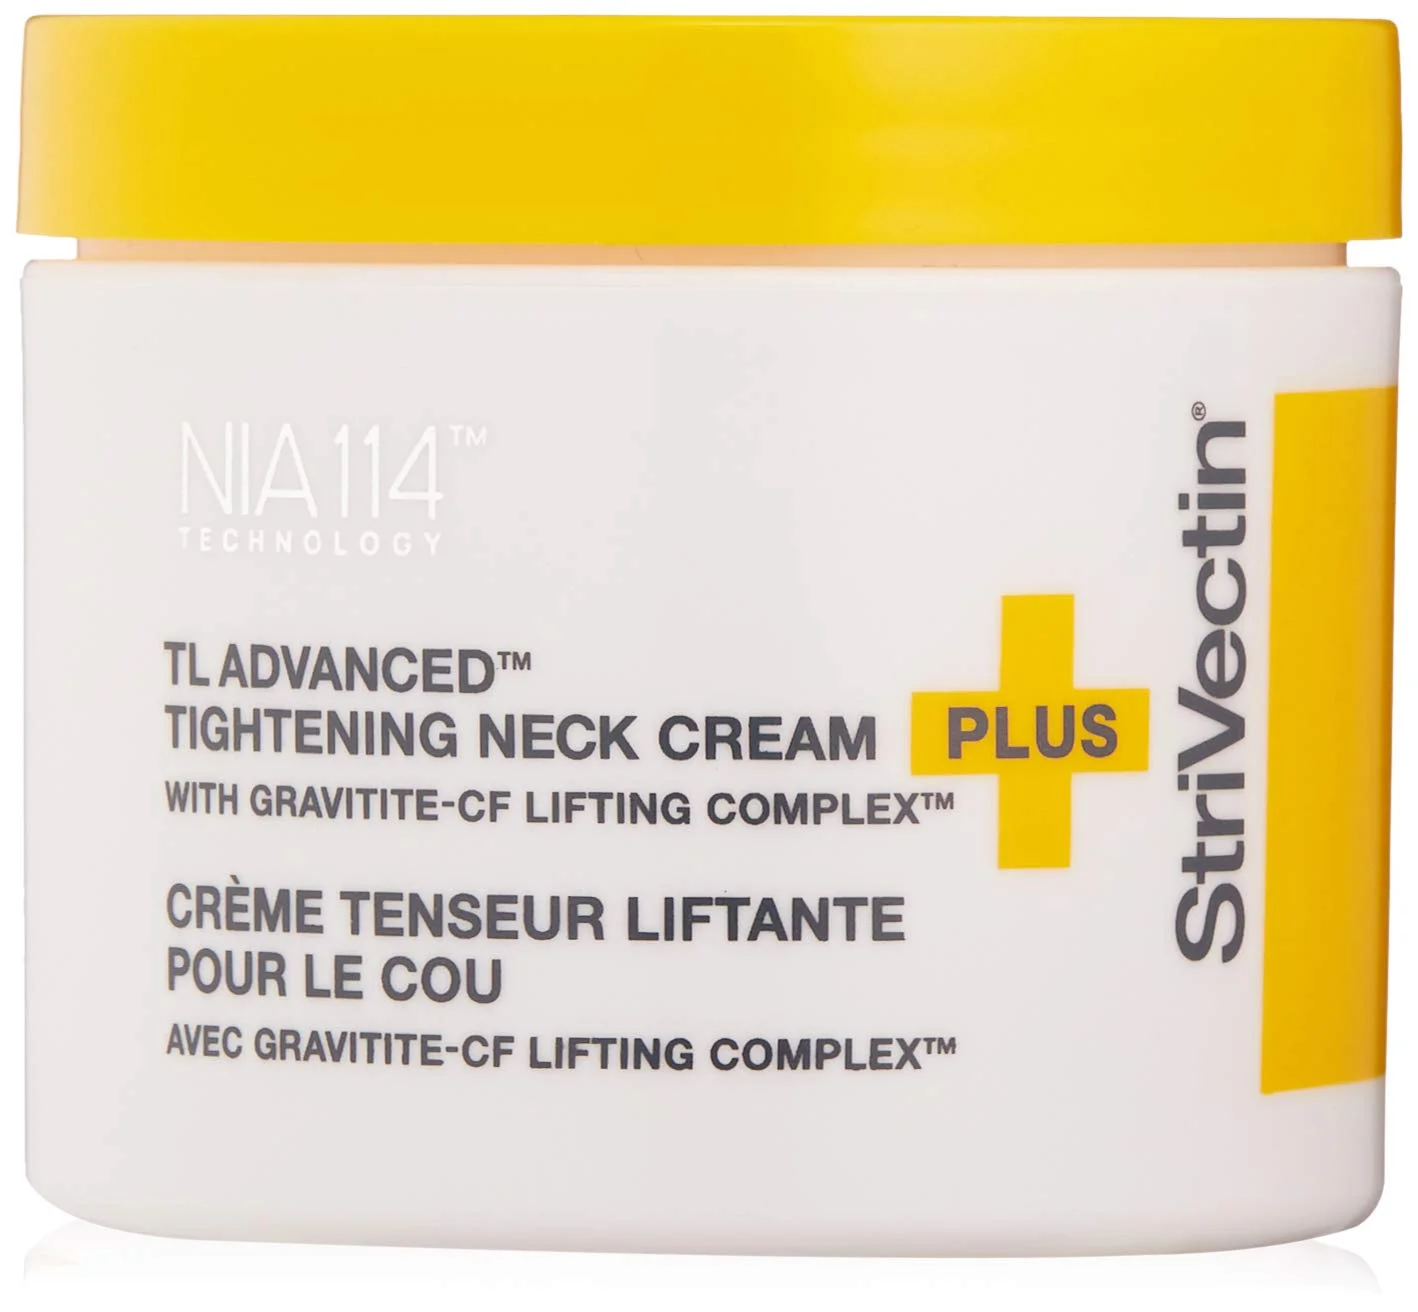 NIA114™
TECHNOLOGY
TL ADVANCED™
TIGHTENING NECK CREAM PLUS
WITH GRAVITITE-CF LIFTING COMPLEX™
CRÈME TENSEUR LIFTANTE
POUR LE COU
AVEC GRAVITITE-CF LIFTING COMPLEX™
StriVectin®